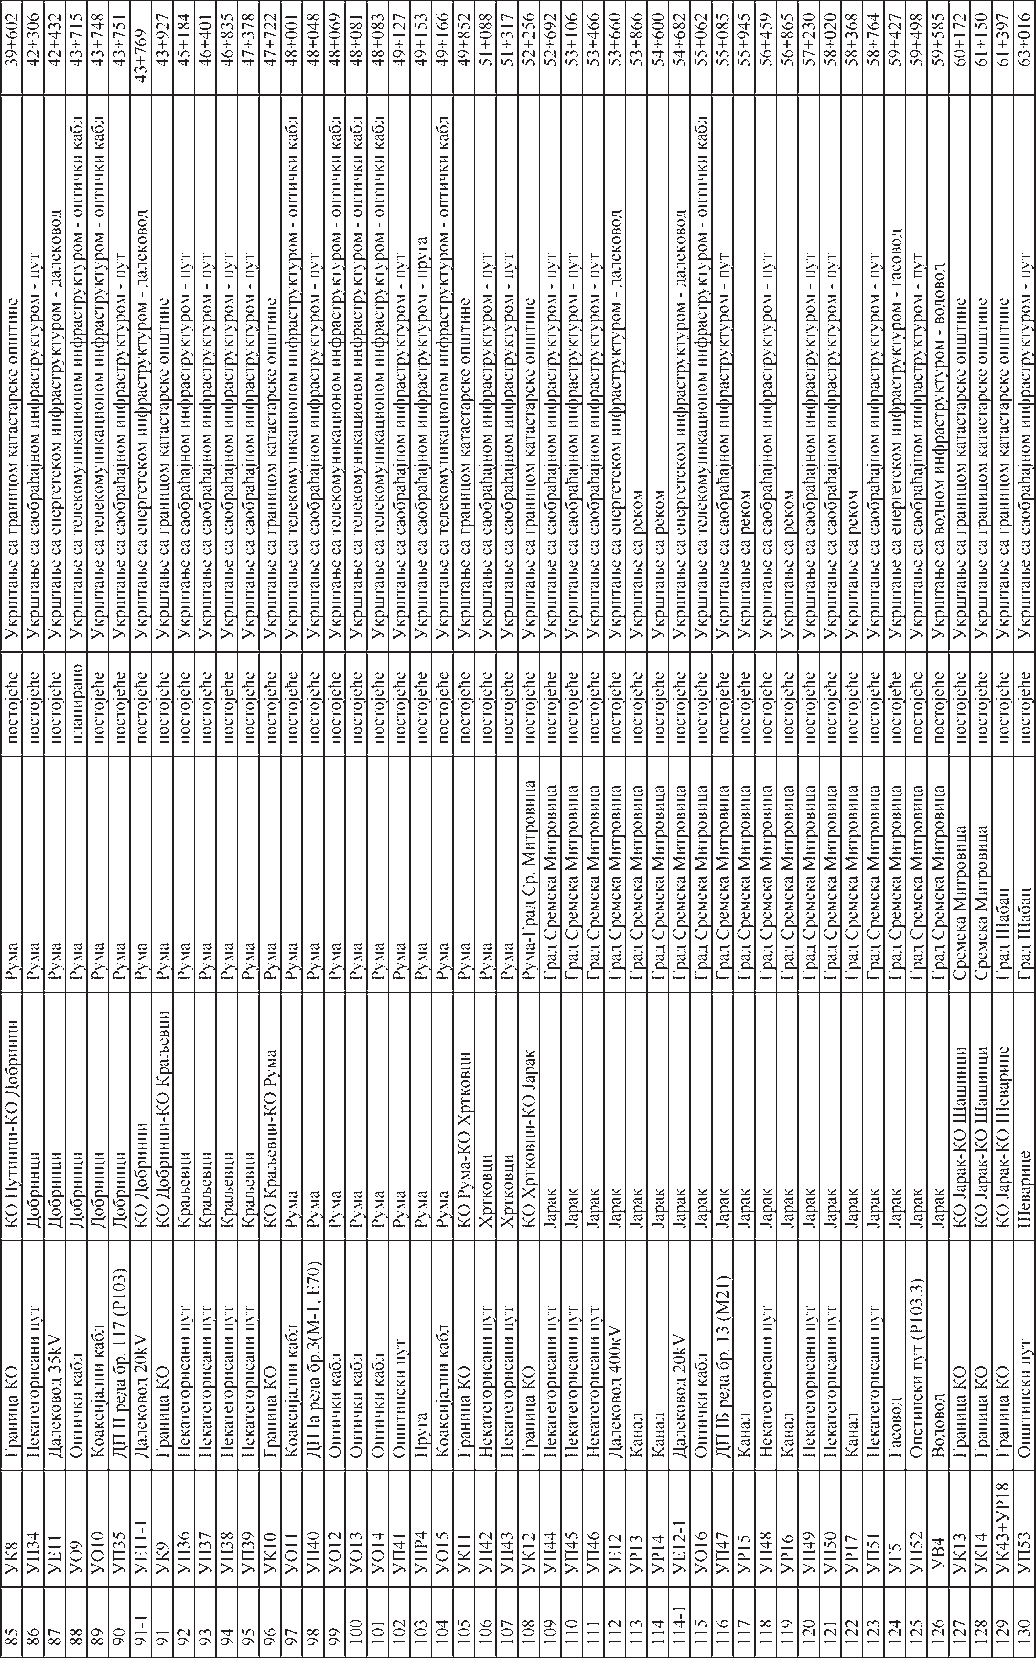 85 УК8 Граница КО КО Путинци-КО Добринци Рума постојеће Укрштање са границом катастарске општине 39+602
86 УП34 Некатегорисани пут Добринци Рума постојеће Укрштање са саобраћајном инфраструктуром - пут 42+306
87 УЕ11 Далековод 35kV Добринци Рума постојеће Укрштање са енергетском инфраструктуром - далековод 42+432
88 УО9 Оптички кабл Добринци Рума планирано Укрштање са телекомуникационом инфраструктуром - оптички кабл 43+715
89 УО10 Коаксијални кабл Добринци Рума постојеће Укрштање са телекомуникационом инфраструктуром - оптички кабл 43+748
90 УП35 ДП II реда бр. 117 (Р103) Добринци Рума постојеће Укрштање са саобраћајном инфраструктуром - пут 43+751
91-1 УЕ11-1 Далековод 20kV КО Добринци Рума постојеће Укрштање са енергетском инфраструктуром - далековод 43+769
91 УК9 Граница КО КО Добринци-КО Краљевци Рума постојеће Укрштање са границом катастарске општине 43+927
92 УП36 Некатегорисани пут Краљевци Рума постојеће Укрштање са саобраћајном инфраструктуром - пут 45+184
93 УП37 Некатегорисани пут Краљевци Рума постојеће Укрштање са саобраћајном инфраструктуром - пут 46+401
94 УП38 Некатегорисани пут Краљевци Рума постојеће Укрштање са саобраћајном инфраструктуром - пут 46+835
95 УП39 Некатегорисани пут Краљевци Рума постојеће Укрштање са саобраћајном инфраструктуром - пут 47+378
96 УК10 Граница КО КО Краљевци-КО Рума Рума постојеће Укрштање са границом катастарске општине 47+722
97 УО11 Коаксијални кабл Рума Рума постојеће Укрштање са телекомуникационом инфраструктуром - оптички кабл 48+001
98 УП40 ДП Iа реда бр.3(М-1, Е70) Рума Рума постојеће Укрштање са саобраћајном инфраструктуром - пут 48+048
99 УО12 Оптички кабл Рума Рума постојеће Укрштање са телекомуникационом инфраструктуром - оптички кабл 48+069
100 УО13 Оптички кабл Рума Рума постојеће Укрштање са телекомуникационом инфраструктуром - оптички кабл 48+081
101 УО14 Оптички кабл Рума Рума постојеће Укрштање са телекомуникационом инфраструктуром - оптички кабл 48+083
102 УП41 Општински пут Рума Рума постојеће Укрштање са саобраћајном инфраструктуром - пут 49+127
103 УПР4 Пруга Рума Рума постојеће Укрштање са саобраћајном инфраструктуром - пруга 49+153
104 УО15 Коаксијални кабл Рума Рума постојеће Укрштање са телекомуникационом инфраструктуром - оптички кабл 49+166
105 УК11 Граница КО КО Рума-КО Хртковци Рума постојеће Укрштање са границом катастарске општине 49+852
106 УП42 Некатегорисани пут Хртковци Рума постојеће Укрштање са саобраћајном инфраструктуром - пут 51+088
107 УП43 Некатегорисани пут Хртковци Рума постојеће Укрштање са саобраћајном инфраструктуром - пут 51+317
108 УК12 Граница КО КО Хртковци-КО Јарак Рума-Град Ср. Митровица постојеће Укрштање са границом катастарске општине 52+256
109 УП44 Некатегорисани пут Јарак Град Сремска Митровица постојеће Укрштање са саобраћајном инфраструктуром - пут 52+692
110 УП45 Некатегорисани пут Јарак Град Сремска Митровица постојеће Укрштање са саобраћајном инфраструктуром - пут 53+106
111 УП46 Некатегорисани пут Јарак Град Сремска Митровица постојеће Укрштање са саобраћајном инфраструктуром - пут 53+466
112 УЕ12 Далековод 400kV Јарак Град Сремска Митровица постојеће Укрштање са енергетском инфраструктуром - далековод 53+660
113 УР13 Канал Јарак Град Сремска Митровица постојеће Укрштање са реком 53+866
114 УР14 Канал Јарак Град Сремска Митровица постојеће Укрштање са реком 54+600
114-1 УЕ12-1 Далековод 20kV Јарак Град Сремска Митровица постојеће Укрштање са енергетском инфраструктуром - далековод 54+682
115 УО16 Оптички кабл Јарак Град Сремска Митровица постојеће Укрштање са телекомуникационом инфраструктуром - оптички кабл 55+062
116 УП47 ДП IБ реда бр. 13 (М21) Јарак Град Сремска Митровица постојеће Укрштање са саобраћајном инфраструктуром - пут 55+085
117 УР15 Канал Јарак Град Сремска Митровица постојеће Укрштање са реком 55+945
118 УП48 Некатегорисани пут Јарак Град Сремска Митровица постојеће Укрштање са саобраћајном инфраструктуром - пут 56+459
119 УР16 Канал Јарак Град Сремска Митровица постојеће Укрштање са реком 56+865
120 УП49 Некатегорисани пут Јарак Град Сремска Митровица постојеће Укрштање са саобраћајном инфраструктуром - пут 57+230
121 УП50 Некатегорисани пут Јарак Град Сремска Митровица постојеће Укрштање са саобраћајном инфраструктуром - пут 58+020
122 УР17 Канал Јарак Град Сремска Митровица постојеће Укрштање са реком 58+368
123 УП51 Некатегорисани пут Јарак Град Сремска Митровица постојеће Укрштање са саобраћајном инфраструктуром - пут 58+764
124 УГ5 Гасовод Јарак Град Сремска Митровица постојеће Укрштање са енергетском инфраструктуром - гасовод 59+427
125 УП52 Опстински пут (Р103.3) Јарак Град Сремска Митровица постојеће Укрштање са саобраћајном инфраструктуром - пут 59+498
126 УВ4 Водовод Јарак Град Сремска Митровица постојеће Укрштање са водном инфраструктуром - водовод 59+585
127 УК13 Граница КО КО Јарак-КО Шашинци Сремска Митровица постојеће Укрштање са границом катастарске општине 60+172
128 УК14 Граница КО КО Јарак-КО Шашинци Сремска Митровица постојеће Укрштање са границом катастарске општине 61+150
129 УК43+УР18 Граница КО КО Јарак-КО Шеварице Град Шабац постојеће Укрштање са границом катастарске општине 61+397
130 УП53 Општински пут Шеварице Град Шабац постојеће Укрштање са саобраћајном инфраструктуром - пут 63+016